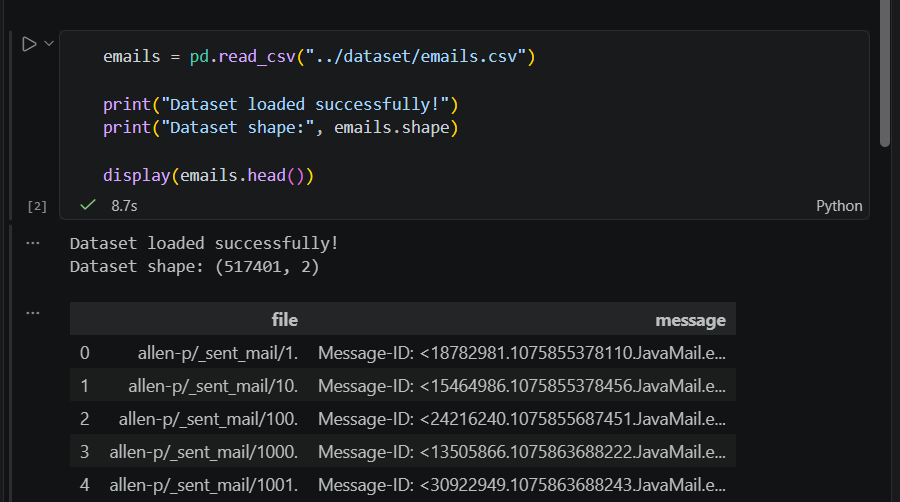 emails = pd.read_csv("../dataset/emails.csv")
print("Dataset loaded successfully!")
print("Dataset shape:", emails.shape)
display(emails.head())
[2] 8.7s Python
... Dataset loaded successfully!
Dataset shape: (517401, 2)
...
file message
0 allen-p/_sent_mail/1. Message-ID: <18782981.1075855378110.JavaMail.e...
1 allen-p/_sent_mail/10. Message-ID: <15464986.1075855378456.JavaMail.e...
2 allen-p/_sent_mail/100. Message-ID: <24216240.1075855687451.JavaMail.e...
3 allen-p/_sent_mail/1000. Message-ID: <13505866.1075863688222.JavaMail.e...
4 allen-p/_sent_mail/1001. Message-ID: <30922949.1075863688243.JavaMail.e...